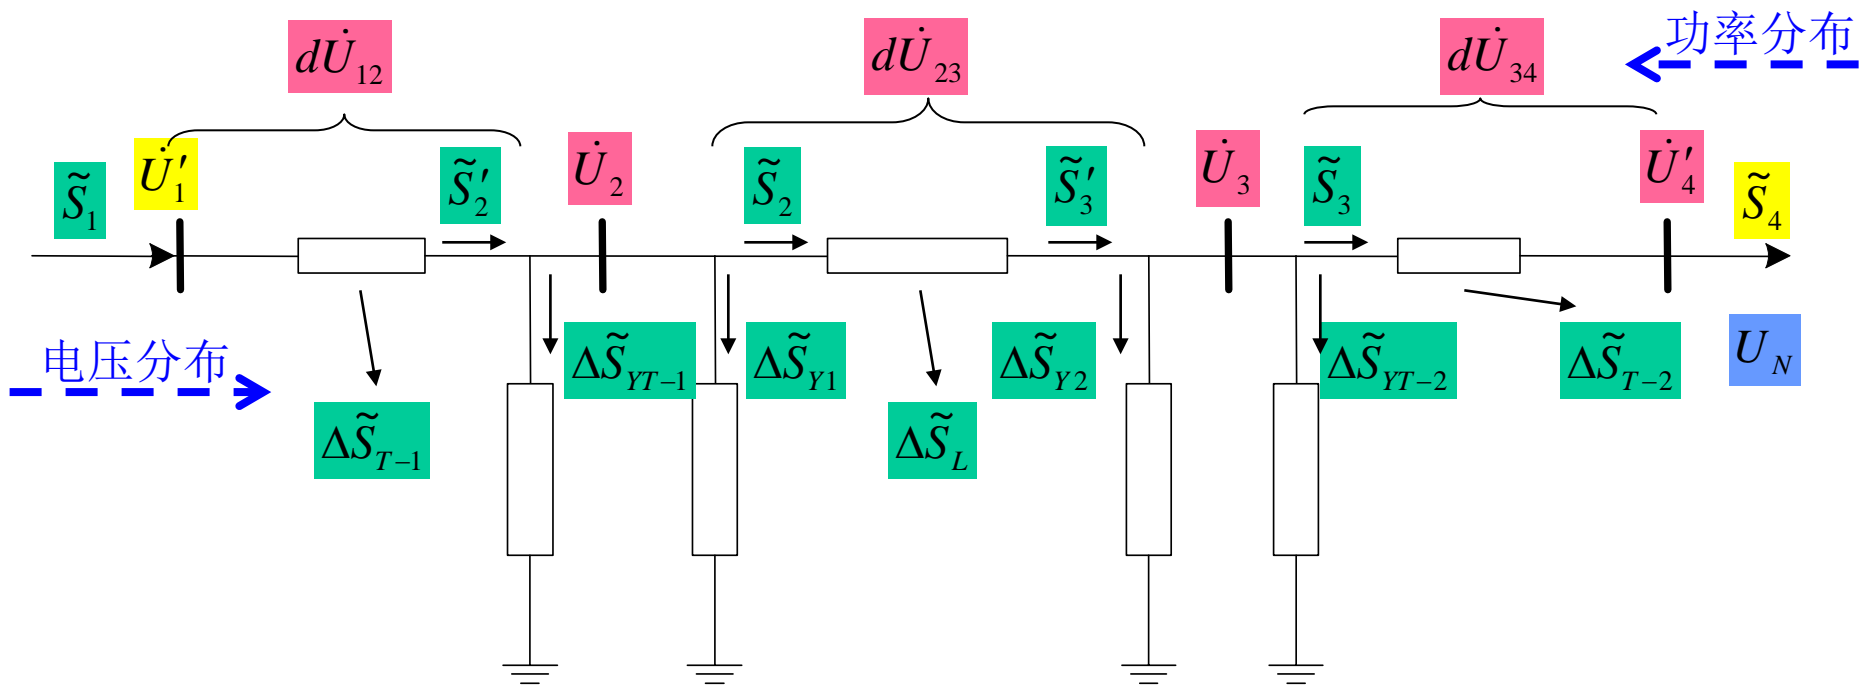 dU̇₁₂
dU̇₂₃
dU̇₃₄
功率分布
S̃₁
U̇′₁
S̃′₂
U̇₂
S̃₂
S̃′₃
U̇₃
S̃₃
U̇′₄
S̃₄
电压分布
ΔS̃_{YT−1}
ΔS̃_{Y1}
ΔS̃_{Y2}
ΔS̃_{YT−2}
ΔS̃_{T−2}
U_N
ΔS̃_{T−1}
ΔS̃_L